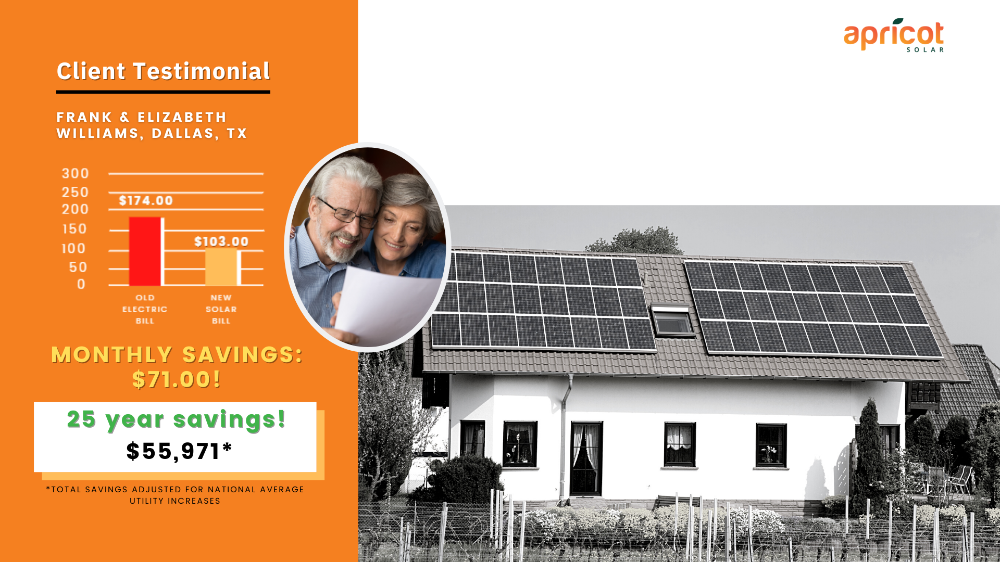 apricot
SOLAR
Client Testimonial
FRANK & ELIZABETH
WILLIAMS, DALLAS, TX
300
250
$174.00
200
150
$103.00
100
50
0
OLD
ELECTRIC
BILL
NEW
SOLAR
BILL
MONTHLY SAVINGS:
$71.00!
25 year savings!
$55,971*
*TOTAL SAVINGS ADJUSTED FOR NATIONAL AVERAGE
UTILITY INCREASES